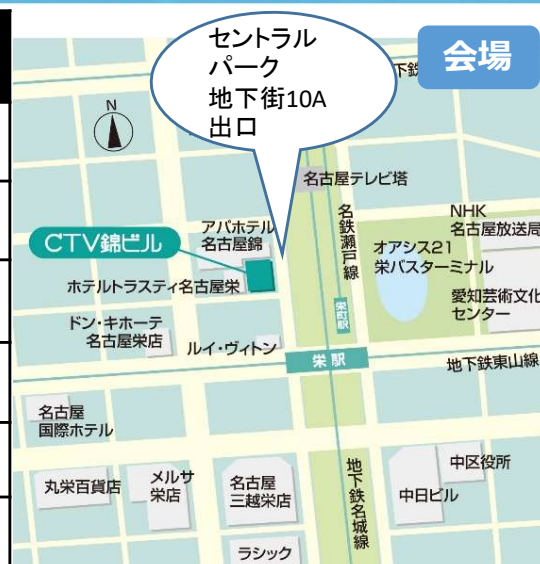 セントラル
パーク
地下街10A
出口
会場
下鉄
N
名古屋テレビ塔
アパホテル
名古屋錦
CTV錦ビル
名鉄瀬戸線
NHK
名古屋放送局
オアシス21
栄バスターミナル
ホテルトラスティ名古屋栄
栄町駅
愛知芸術文化
センター
ドン・キホーテ
名古屋栄店
ルイ・ヴィトン
栄駅
地下鉄東山線
名古屋
国際ホテル
丸栄百貨店
メルサ
栄店
名古屋
三越栄店
地下鉄名城線
中区役所
中日ビル
ラシック